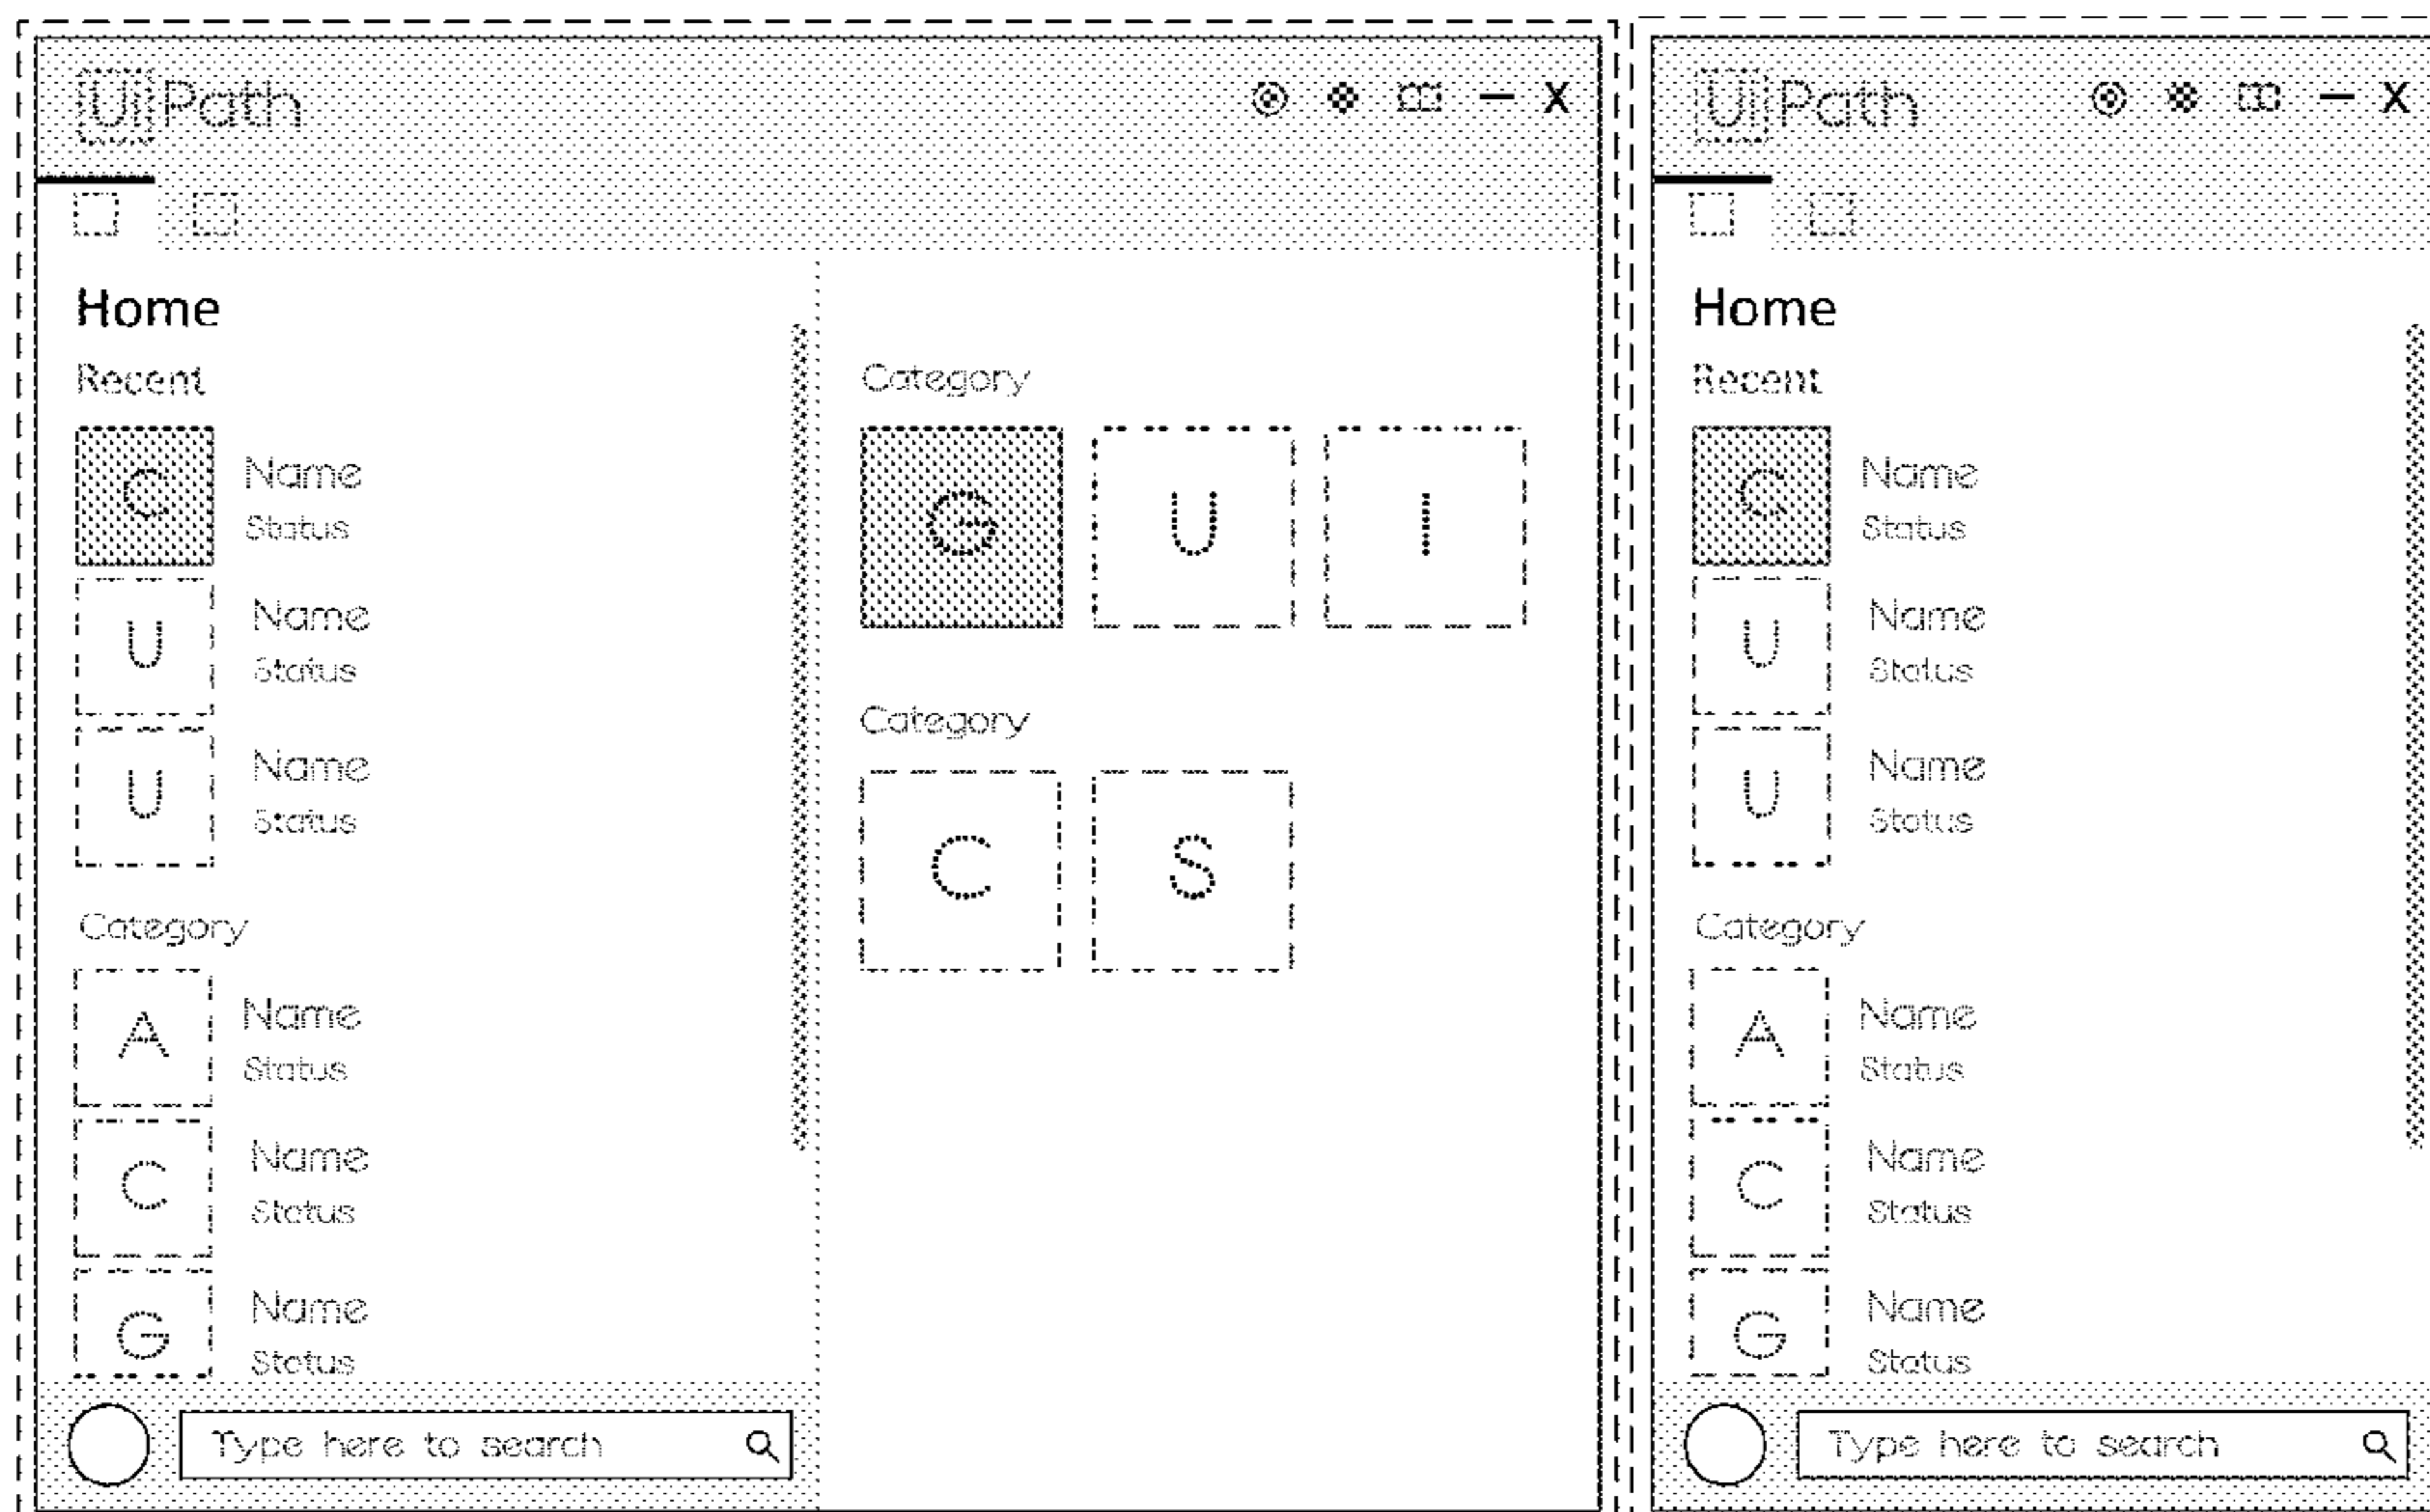 UiPath
X
Home
Recent
C Name
Status
U Name
Status
U Name
Status
Category
A Name
Status
C Name
Status
G Name
Status
Type here to search
Category
G U I
Category
C S
UiPath
X
Home
Recent
C Name
Status
U Name
Status
U Name
Status
Category
A Name
Status
C Name
Status
G Name
Status
Type here to search